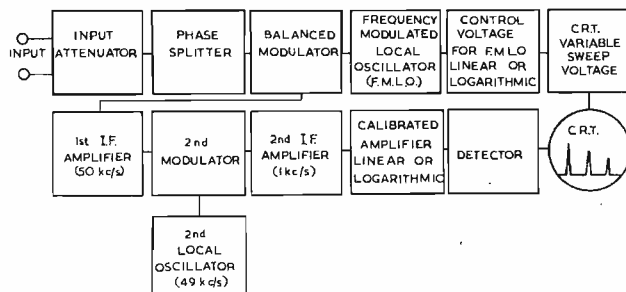 INPUT
INPUT
ATTENUATOR
PHASE
SPLITTER
BALANCED
MODULATOR
FREQUENCY
MODULATED
LOCAL
OSCILLATOR
(F.M.L.O.)
CONTROL
VOLTAGE
FOR F.M.L.O
LINEAR OR
LOGARITHMIC
C.R.T.
VARIABLE
SWEEP
VOLTAGE
1st I.F.
AMPLIFIER
(50 kc/s)
2nd
MODULATOR
2nd I.F.
AMPLIFIER
(1kc/s)
CALIBRATED
AMPLIFIER
LINEAR OR
LOGARITHMIC
DETECTOR
C.R.T.
2nd
LOCAL
OSCILLATOR
(49 kc/s)